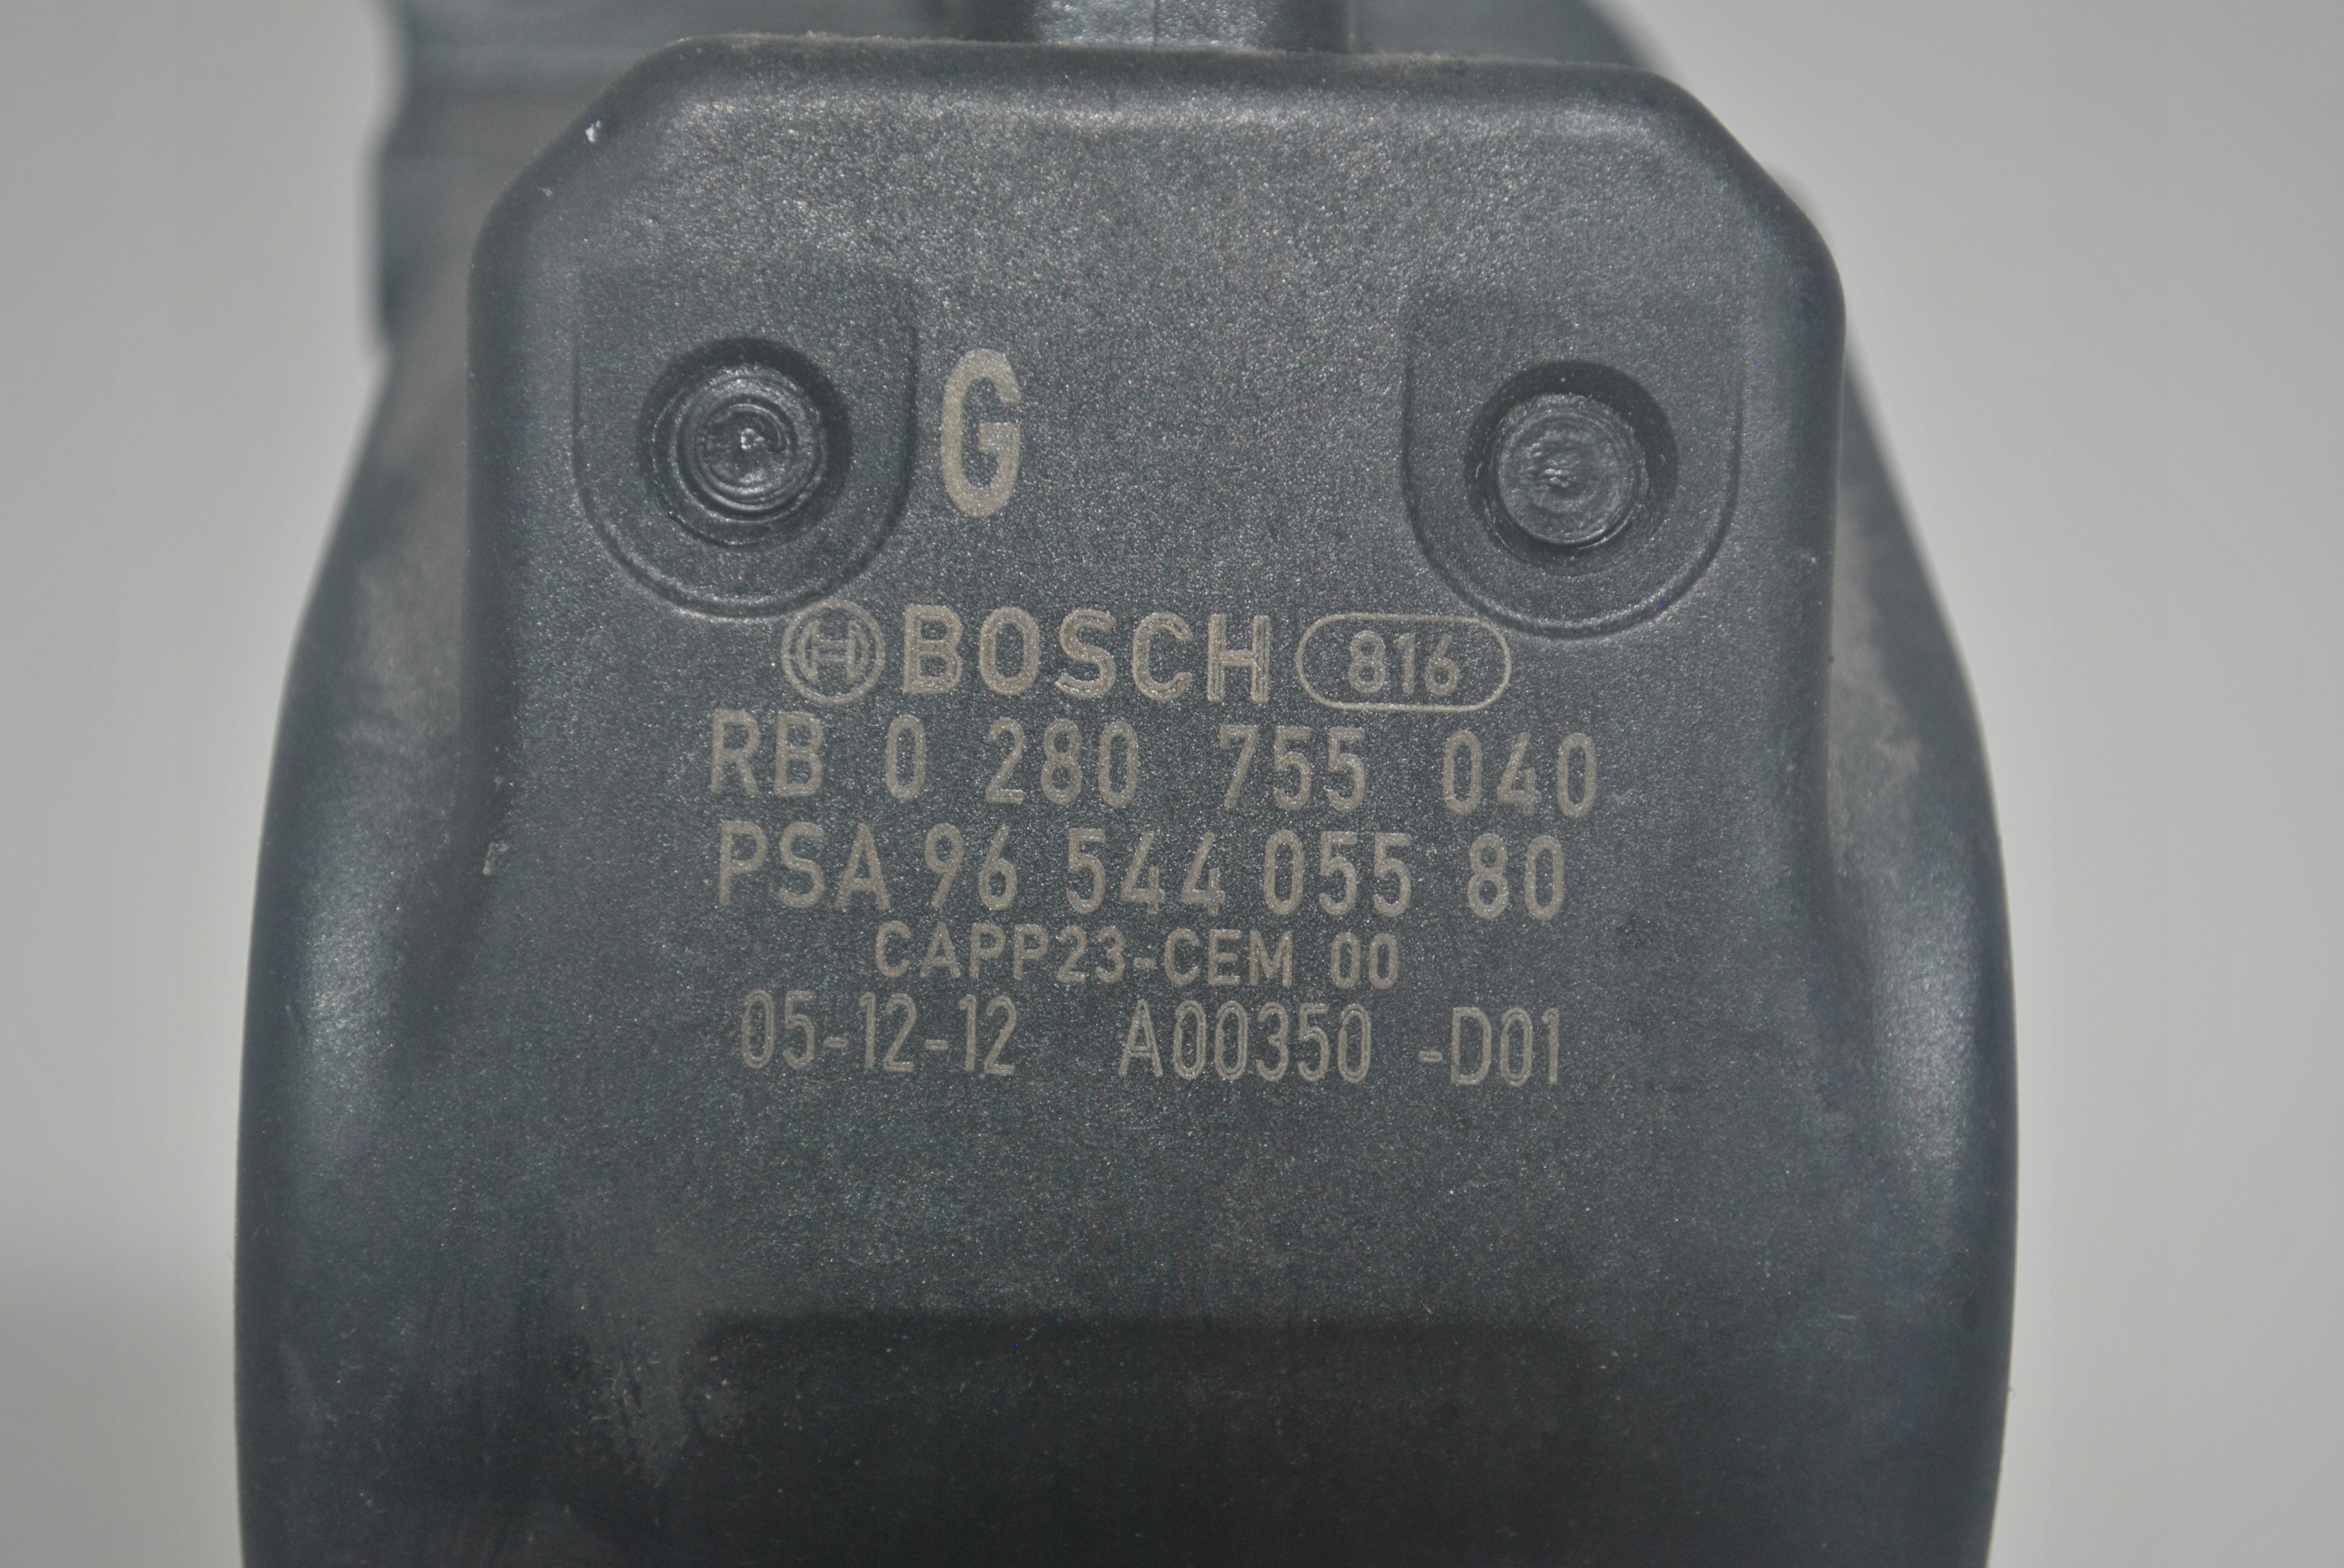 G
BOSCH 816
RB 0 280 755 040
PSA 96 544 055 80
CAPP23-CEM 00
05-12-12 A00350 -D01